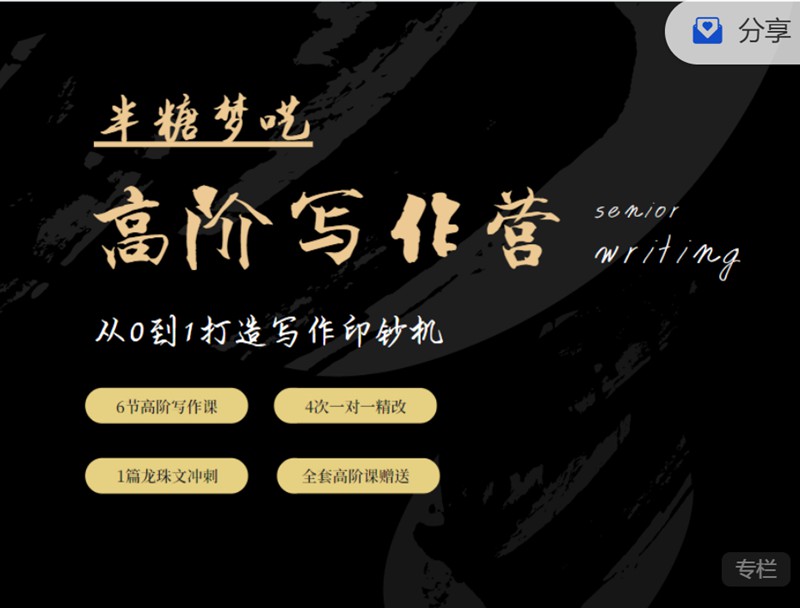 分享
半糖梦呓
高阶写作营
senior
writing
从0到1打造写作印钞机
6节高阶写作课
4次一对一精改
1篇龙珠文冲刺
全套高阶课赠送
专栏